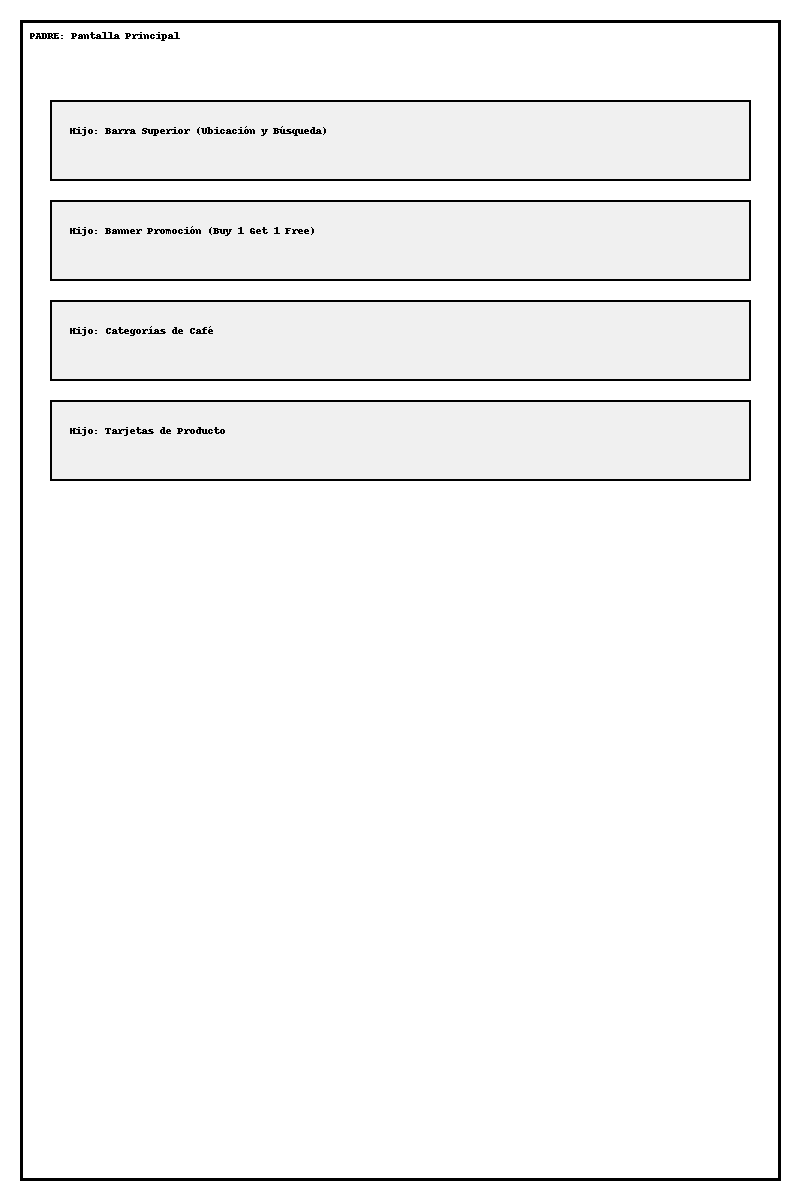 PADRE: Pantalla Principal
Hijo: Barra Superior (Ubicación y Búsqueda)
Hijo: Banner Promoción (Buy 1 Get 1 Free)
Hijo: Categorías de Café
Hijo: Tarjetas de Producto